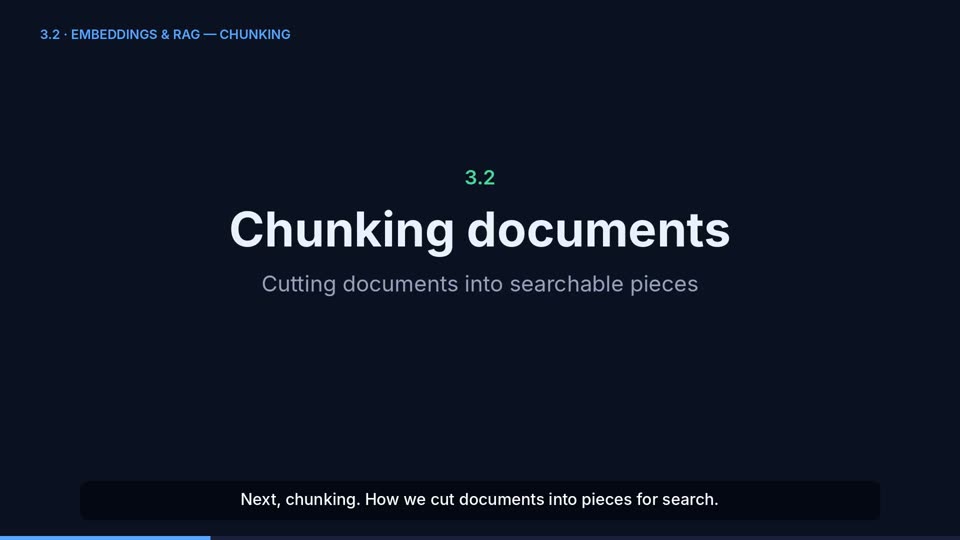 3.2 · EMBEDDINGS & RAG — CHUNKING
3.2
Chunking documents
Cutting documents into searchable pieces
Next, chunking. How we cut documents into pieces for search.